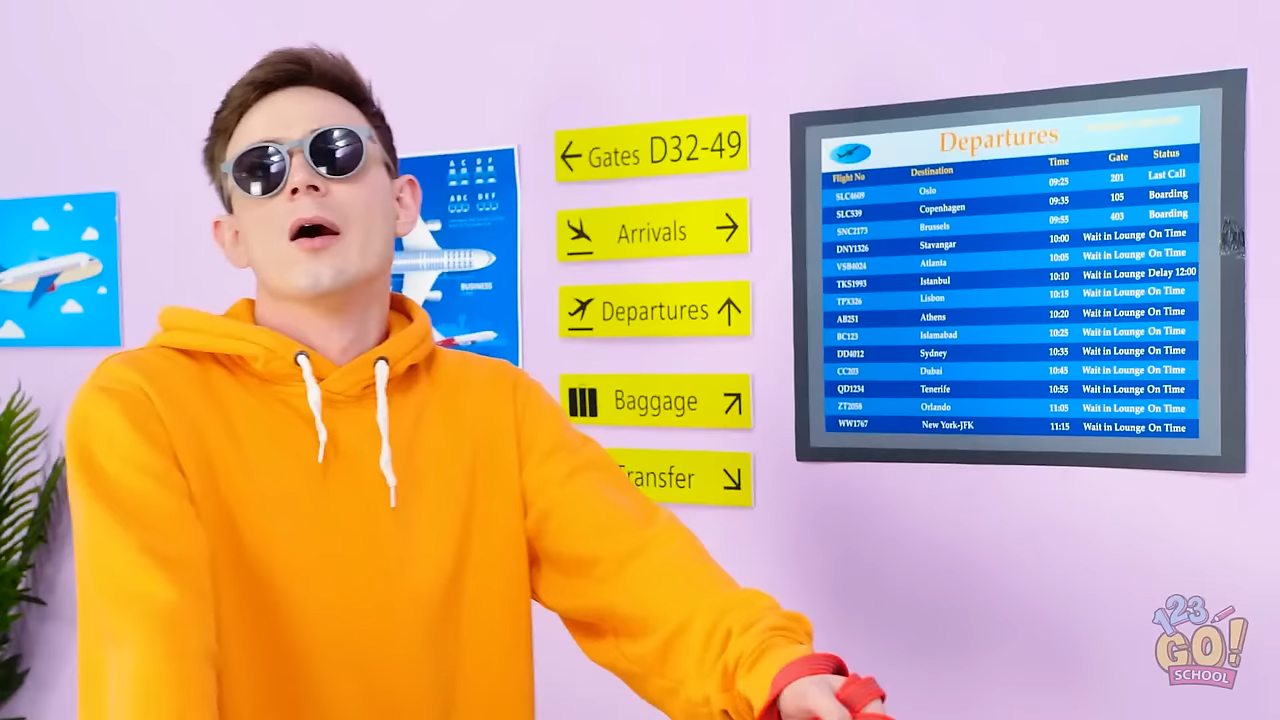 A C D F
ABC DEF
BUSINESS
← Gates D32-49
Arrivals →
Departures ↑
Baggage ↗
Transfer ↘
Departures
Flight No Destination Time Gate Status
SLC4609 Oslo 09:25 201 Last Call
SLC539 Copenhagen 09:35 105 Boarding
SNC2173 Brussels 09:55 403 Boarding
DNY1326 Stavangar 10:00 Wait in Lounge On Time
VSB4024 Atlanta 10:05 Wait in Lounge On Time
TKS1993 Istanbul 10:10 Wait in Lounge Delay 12:00
TPX326 Lisbon 10:15 Wait in Lounge On Time
AB251 Athens 10:20 Wait in Lounge On Time
BC123 Islamabad 10:25 Wait in Lounge On Time
DD4012 Sydney 10:35 Wait in Lounge On Time
CC203 Dubai 10:45 Wait in Lounge On Time
QD1234 Tenerife 10:55 Wait in Lounge On Time
ZT2058 Orlando 11:05 Wait in Lounge On Time
WW1767 New York-JFK 11:15 Wait in Lounge On Time
123
GO!
SCHOOL